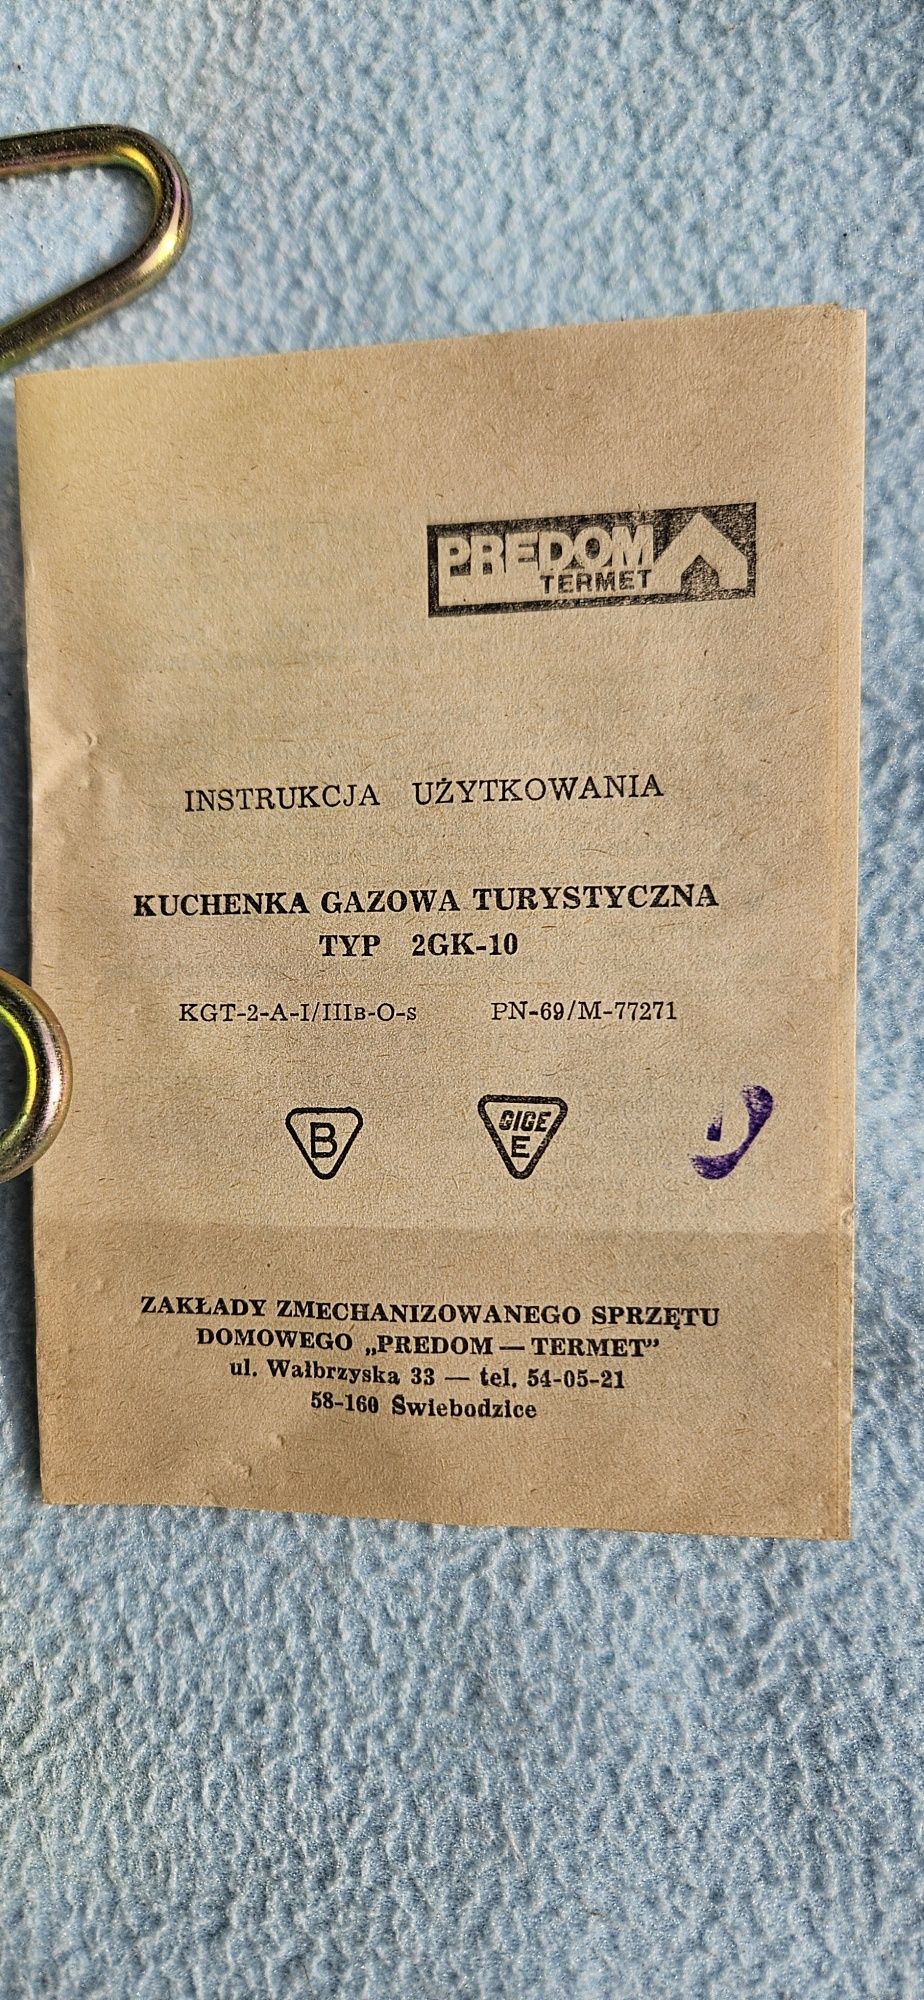 PREDOM
TERMET
INSTRUKCJA UŻYTKOWANIA
KUCHENKA GAZOWA TURYSTYCZNA
TYP 2GK-10
KGT-2-A-I/IIIB-O-s PN-69/M-77271
B
GIGE
E
ZAKŁADY ZMECHANIZOWANEGO SPRZĘTU
DOMOWEGO „PREDOM — TERMET”
ul. Wałbrzyska 33 — tel. 54-05-21
58-160 Świebodzice